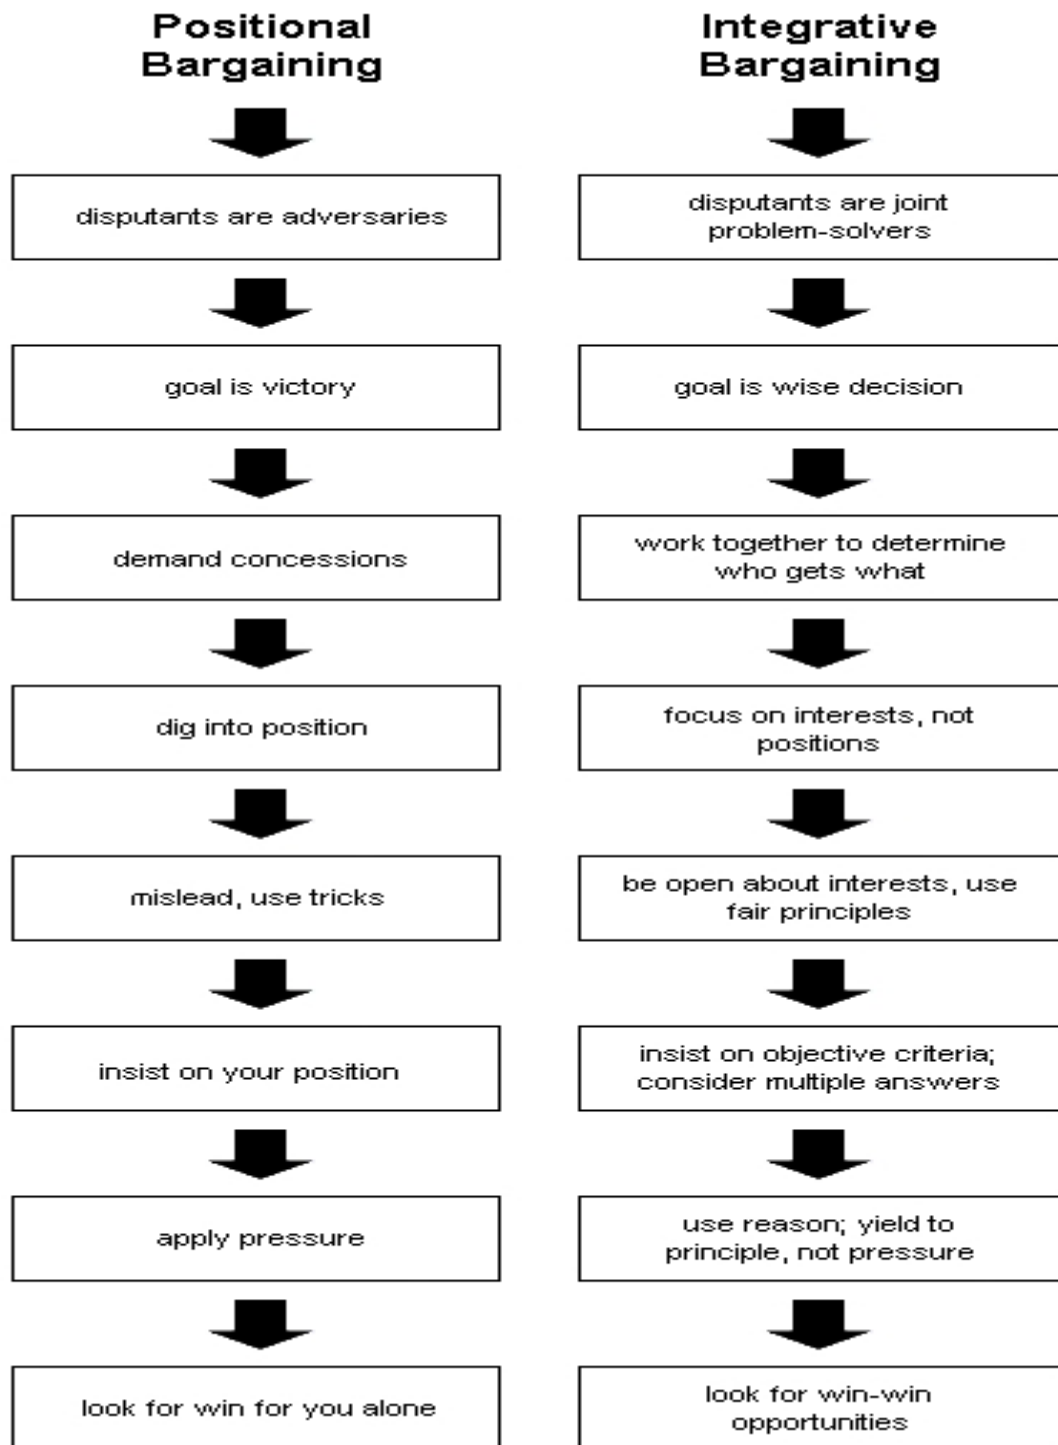 Positional
Bargaining
disputants are adversaries
goal is victory
demand concessions
dig into position
mislead, use tricks
insist on your position
apply pressure
look for win for you alone
Integrative
Bargaining
disputants are joint
problem-solvers
goal is wise decision
work together to determine
who gets what
focus on interests, not
positions
be open about interests, use
fair principles
insist on objective criteria;
consider multiple answers
use reason; yield to
principle, not pressure
look for win-win
opportunities